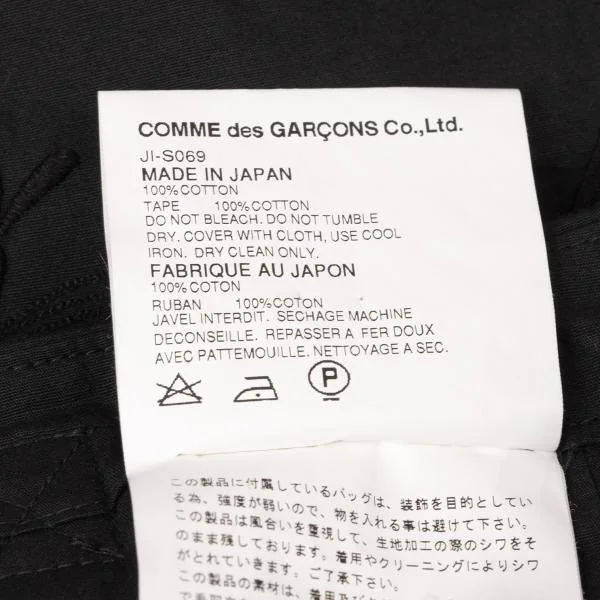 COMME des GARÇONS Co.,Ltd.
JI-S069
MADE IN JAPAN
100%COTTON
TAPE 100%COTTON
DO NOT BLEACH. DO NOT TUMBLE
DRY. COVER WITH CLOTH, USE COOL
IRON. DRY CLEAN ONLY.
FABRIQUE AU JAPON
100%COTON
RUBAN 100%COTON
JAVEL INTERDIT. SECHAGE MACHINE
DECONSEILLE. REPASSER A FER DOUX
AVEC PATTEMOUILLE. NETTOYAGE A SEC.
P
この製品に付属しているバッグは、装飾を目的としてい
る為、強度が弱いので、物を入れる事は避けて下さい。
この製品は風合いを重視して、生地加工の際のシワをそ
のまま残しております。着用やクリーニングによりシワ
がとれていきます。ご了承下さい。
この製品の素材は、着用及び